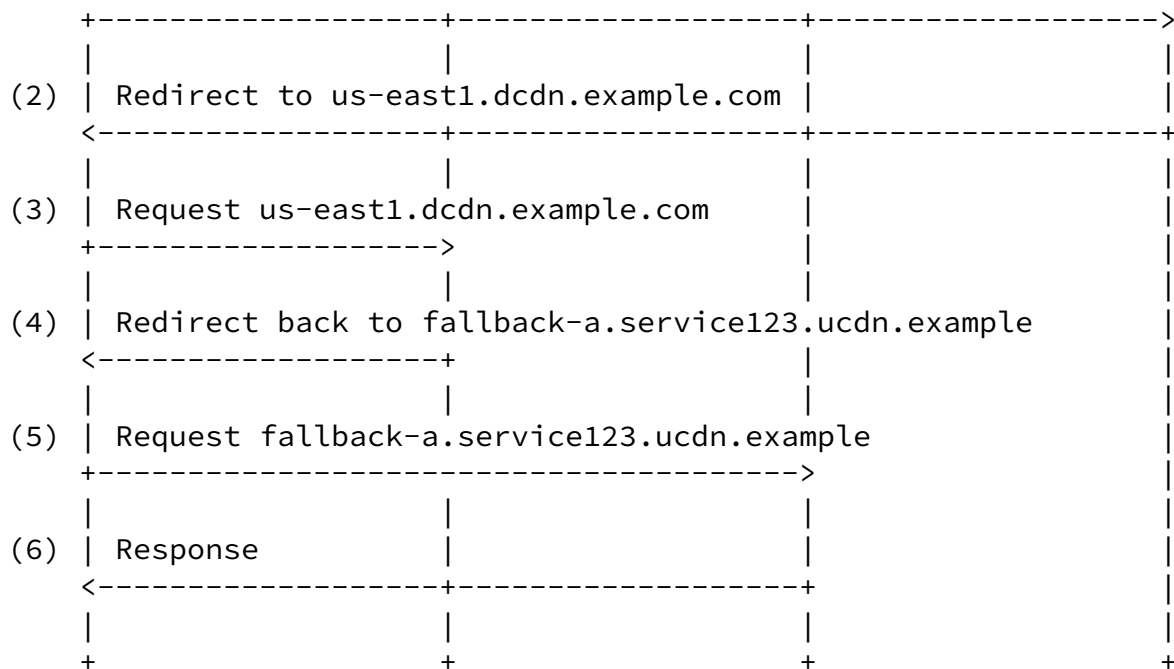 (2) | Redirect to us-east1.dcdn.example.com
(3) | Request us-east1.dcdn.example.com
(4) | Redirect back to fallback-a.service123.ucdn.example
(5) | Request fallback-a.service123.ucdn.example
(6) | Response